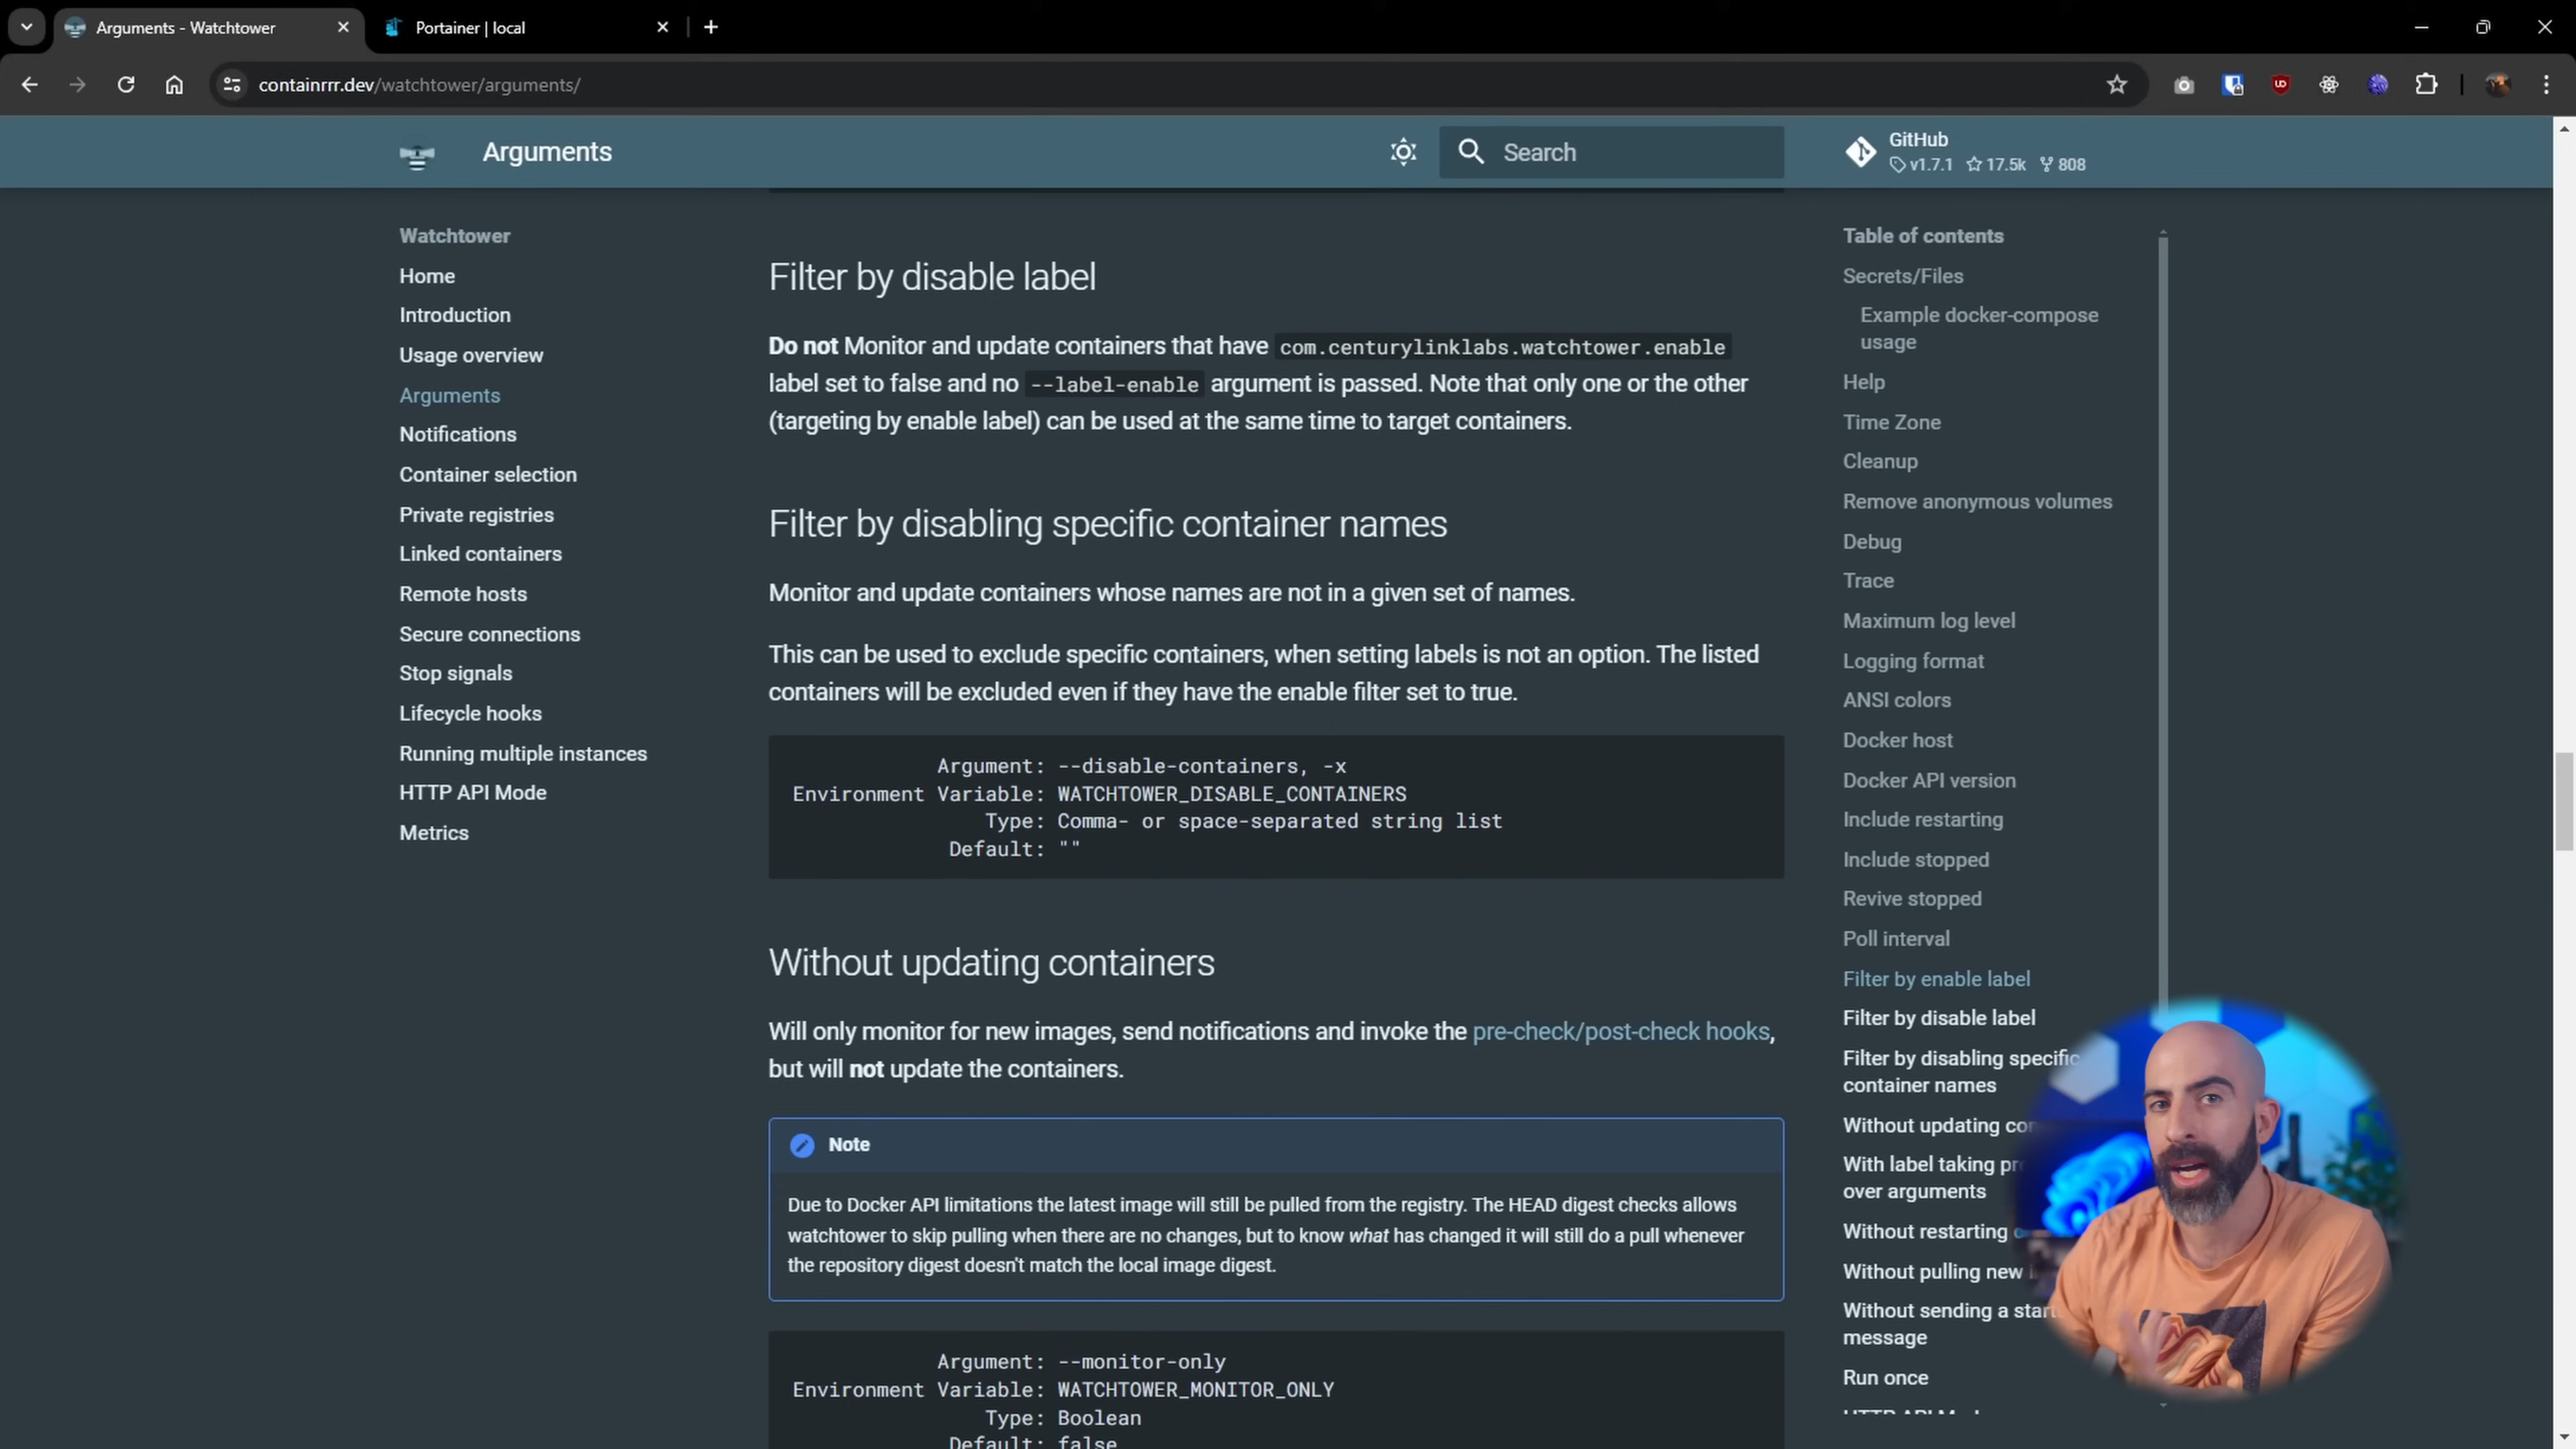 Arguments - Watchtower
Portainer | local
containrrr.dev/watchtower/arguments/
Arguments
Search
GitHub
v1.7.1 17.5k 808
Watchtower
Home
Introduction
Usage overview
Arguments
Notifications
Container selection
Private registries
Linked containers
Remote hosts
Secure connections
Stop signals
Lifecycle hooks
Running multiple instances
HTTP API Mode
Metrics
Filter by disable label
Do not Monitor and update containers that have com.centurylinklabs.watchtower.enable
label set to false and no --label-enable argument is passed. Note that only one or the other
(targeting by enable label) can be used at the same time to target containers.
Filter by disabling specific container names
Monitor and update containers whose names are not in a given set of names.
This can be used to exclude specific containers, when setting labels is not an option. The listed
containers will be excluded even if they have the enable filter set to true.
Argument: --disable-containers, -x
Environment Variable: WATCHTOWER_DISABLE_CONTAINERS
Type: Comma- or space-separated string list
Default: ""
Without updating containers
Will only monitor for new images, send notifications and invoke the pre-check/post-check hooks,
but will not update the containers.
Note
Due to Docker API limitations the latest image will still be pulled from the registry. The HEAD digest checks allows
watchtower to skip pulling when there are no changes, but to know what has changed it will still do a pull whenever
the repository digest doesn't match the local image digest.
Argument: --monitor-only
Environment Variable: WATCHTOWER_MONITOR_ONLY
Type: Boolean
Default: false
Table of contents
Secrets/Files
Example docker-compose
usage
Help
Time Zone
Cleanup
Remove anonymous volumes
Debug
Trace
Maximum log level
Logging format
ANSI colors
Docker host
Docker API version
Include restarting
Include stopped
Revive stopped
Poll interval
Filter by enable label
Filter by disable label
Filter by disabling specific
container names
Without updating
With label taking
over arguments
Without restarting
Without pulling new
Without sending a
message
Run once